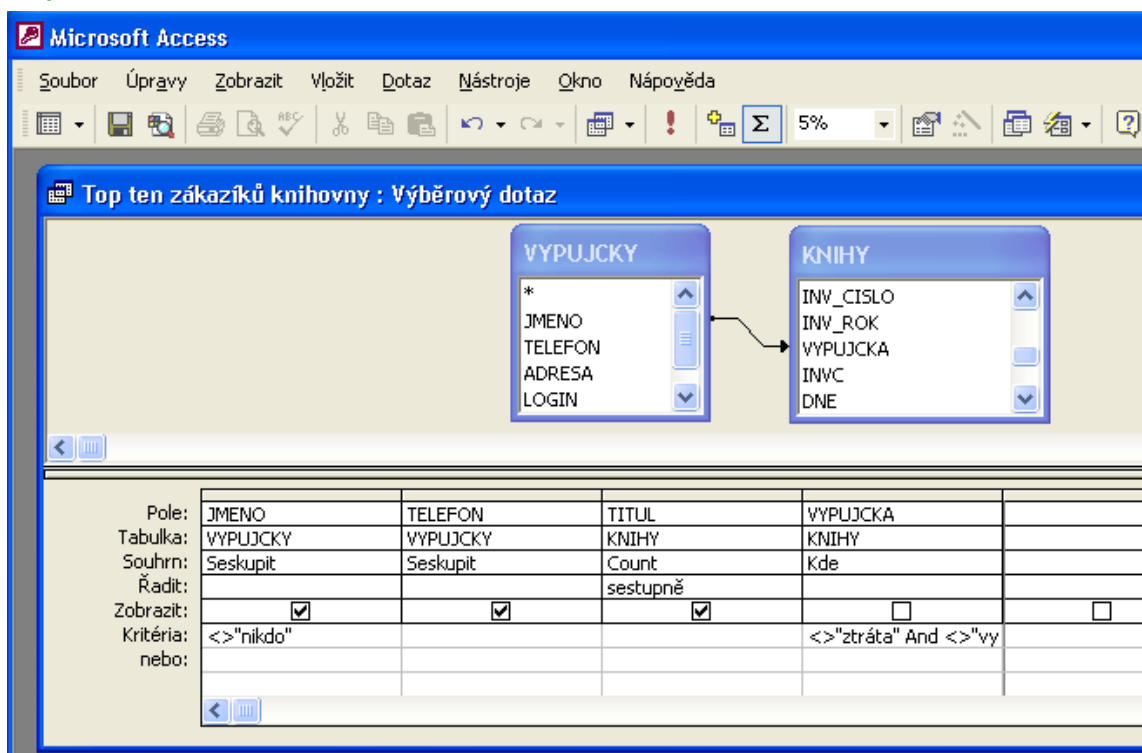 Microsoft Access
Soubor Úpravy Zobrazit Vložit Dotaz Nástroje Okno Nápověda
ABC Σ 5%
Top ten zákazíků knihovny : Výběrový dotaz
VYPUJCKY
*
JMENO
TELEFON
ADRESA
LOGIN
KNIHY
INV_CISLO
INV_ROK
VYPUJCKA
INVC
DNE
Pole: JMENO TELEFON TITUL VYPUJCKA
Tabulka: VYPUJCKY VYPUJCKY KNIHY KNIHY
Souhrn: Seskupit Seskupit Count Kde
Řadit: sestupně
Zobrazit:
Kritéria: <>"nikdo" <>"ztráta" And <>"vy
nebo: